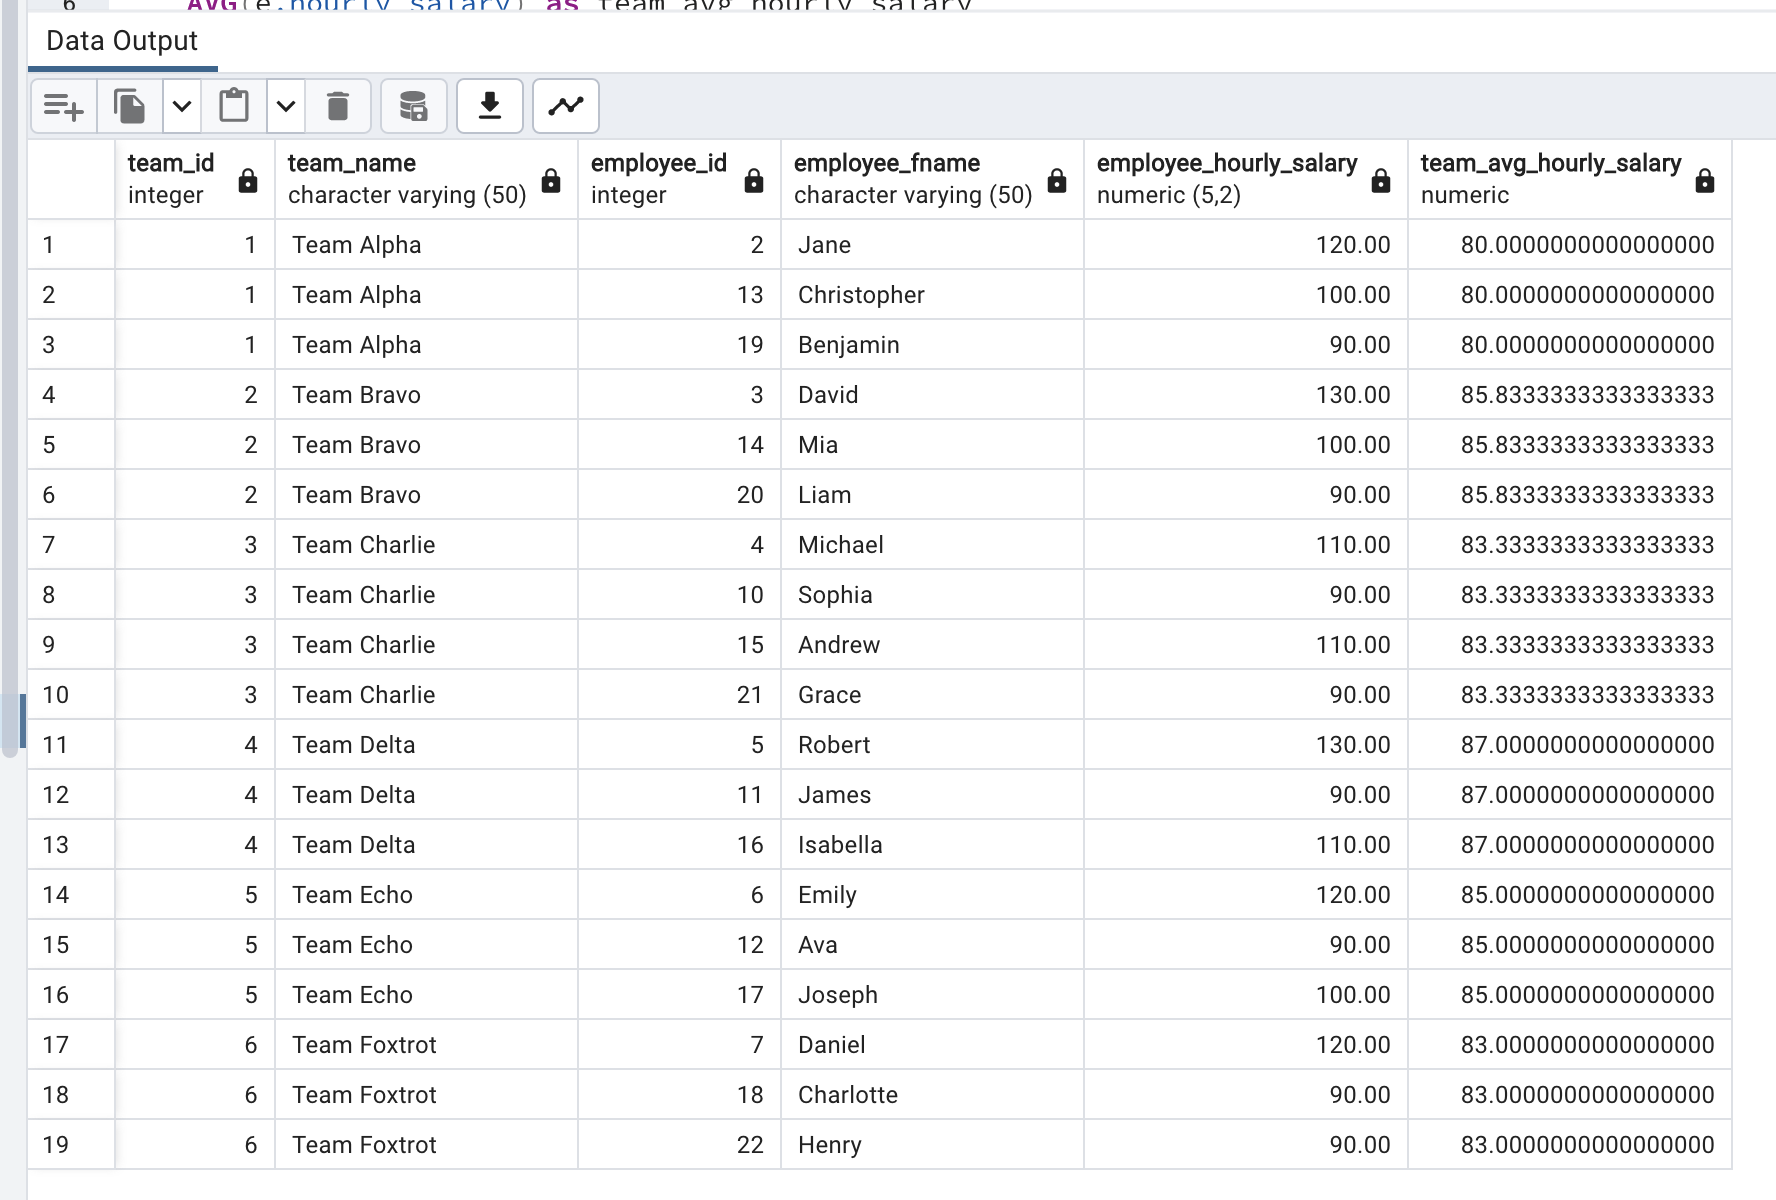 6 AVG(e.hourly_salary) as team_avg_hourly_salary
Data Output
team_id team_name employee_id employee_fname employee_hourly_salary team_avg_hourly_salary
integer character varying (50) integer character varying (50) numeric (5,2) numeric
1 1 Team Alpha 2 Jane 120.00 80.0000000000000000
2 1 Team Alpha 13 Christopher 100.00 80.0000000000000000
3 1 Team Alpha 19 Benjamin 90.00 80.0000000000000000
4 2 Team Bravo 3 David 130.00 85.8333333333333333
5 2 Team Bravo 14 Mia 100.00 85.8333333333333333
6 2 Team Bravo 20 Liam 90.00 85.8333333333333333
7 3 Team Charlie 4 Michael 110.00 83.3333333333333333
8 3 Team Charlie 10 Sophia 90.00 83.3333333333333333
9 3 Team Charlie 15 Andrew 110.00 83.3333333333333333
10 3 Team Charlie 21 Grace 90.00 83.3333333333333333
11 4 Team Delta 5 Robert 130.00 87.0000000000000000
12 4 Team Delta 11 James 90.00 87.0000000000000000
13 4 Team Delta 16 Isabella 110.00 87.0000000000000000
14 5 Team Echo 6 Emily 120.00 85.0000000000000000
15 5 Team Echo 12 Ava 90.00 85.0000000000000000
16 5 Team Echo 17 Joseph 100.00 85.0000000000000000
17 6 Team Foxtrot 7 Daniel 120.00 83.0000000000000000
18 6 Team Foxtrot 18 Charlotte 90.00 83.0000000000000000
19 6 Team Foxtrot 22 Henry 90.00 83.0000000000000000